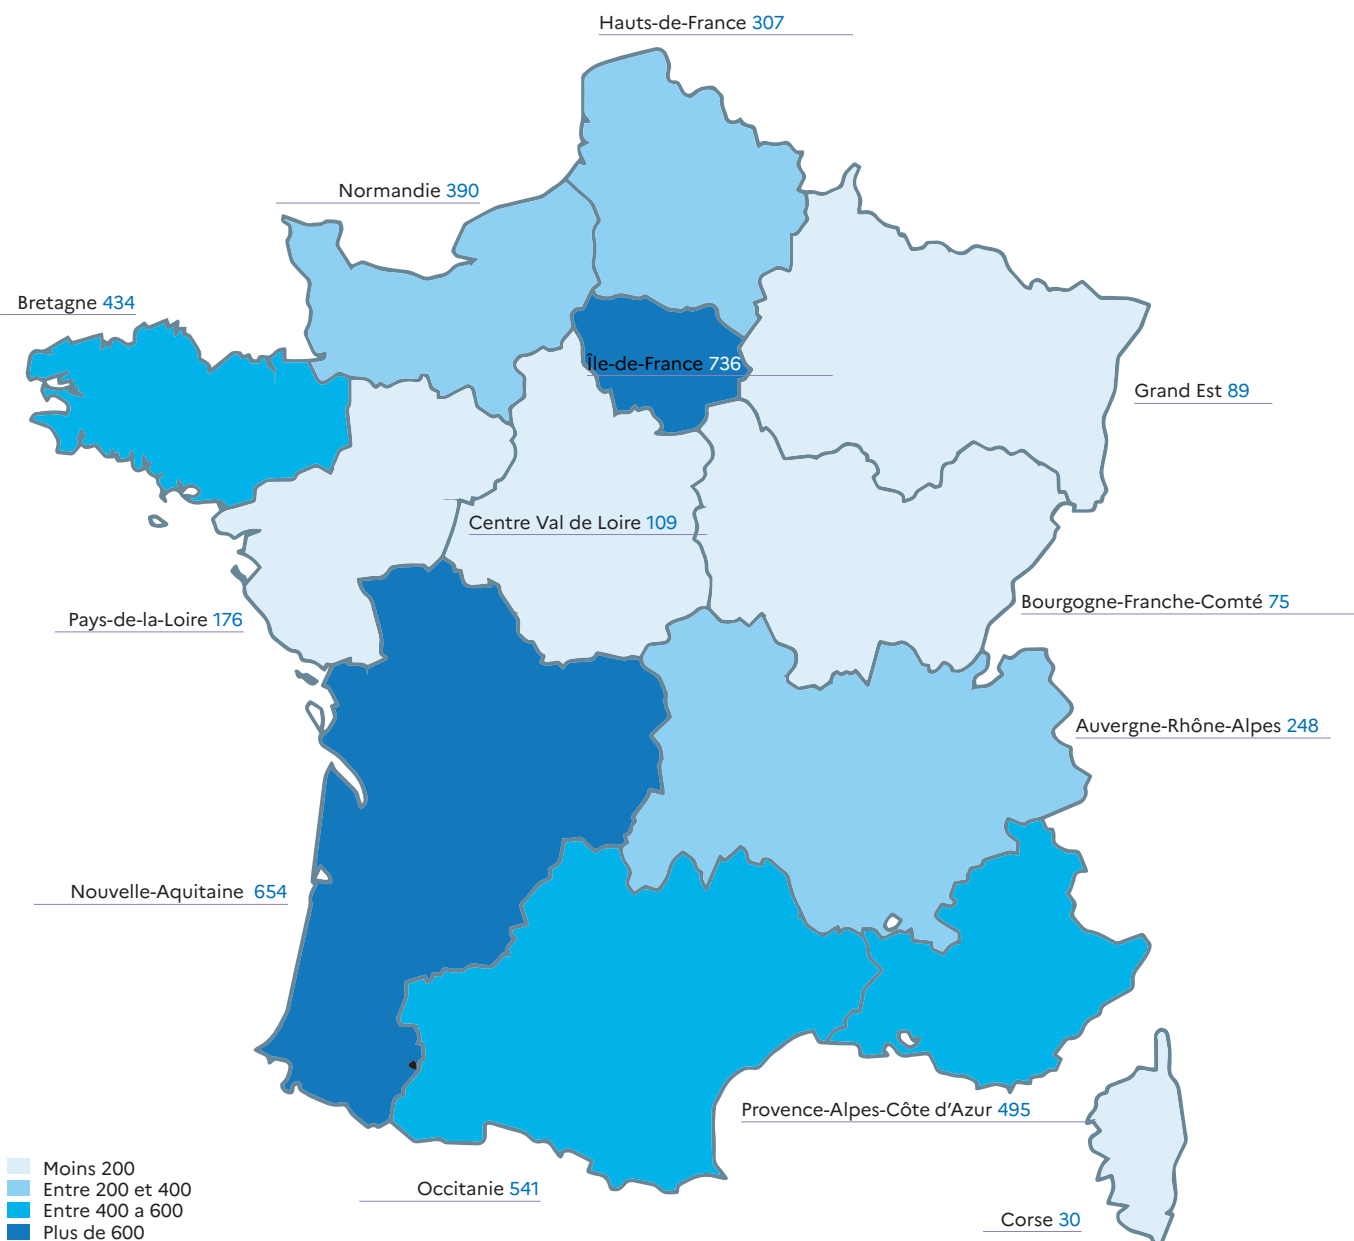 Hauts-de-France 307
Normandie 390
Bretagne 434
Île-de-France 736
Grand Est 89
Centre Val de Loire 109
Bourgogne-Franche-Comté 75
Pays-de-la-Loire 176
Auvergne-Rhône-Alpes 248
Nouvelle-Aquitaine 654
Provence-Alpes-Côte d'Azur 495
Occitanie 541
Corse 30
Moins 200
Entre 200 et 400
Entre 400 a 600
Plus de 600